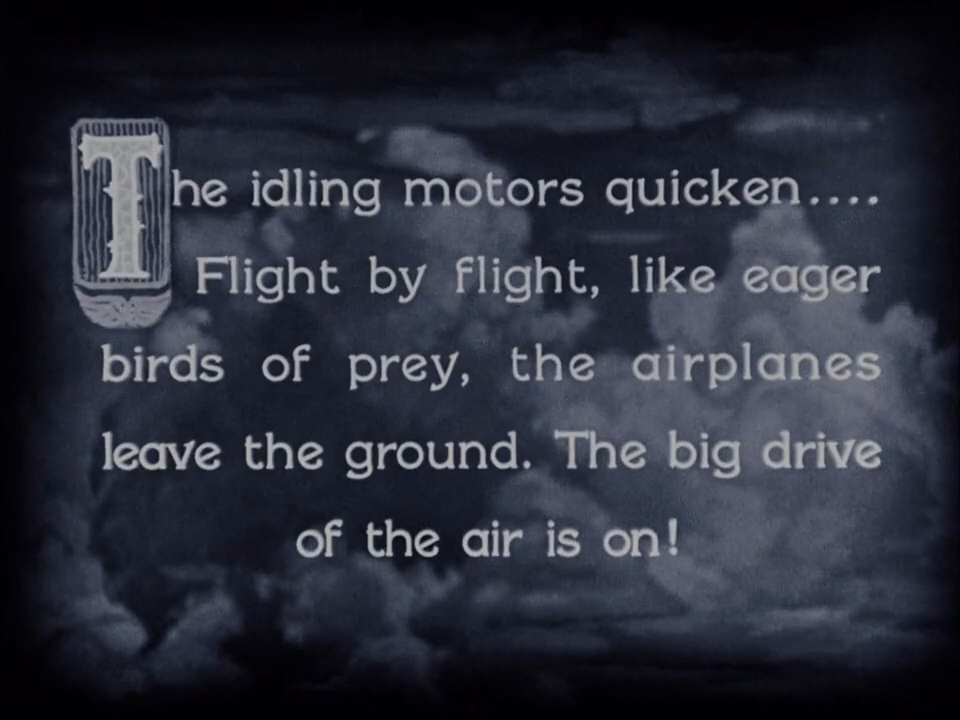 The idling motors quicken....
Flight by flight, like eager
birds of prey, the airplanes
leave the ground. The big drive
of the air is on!